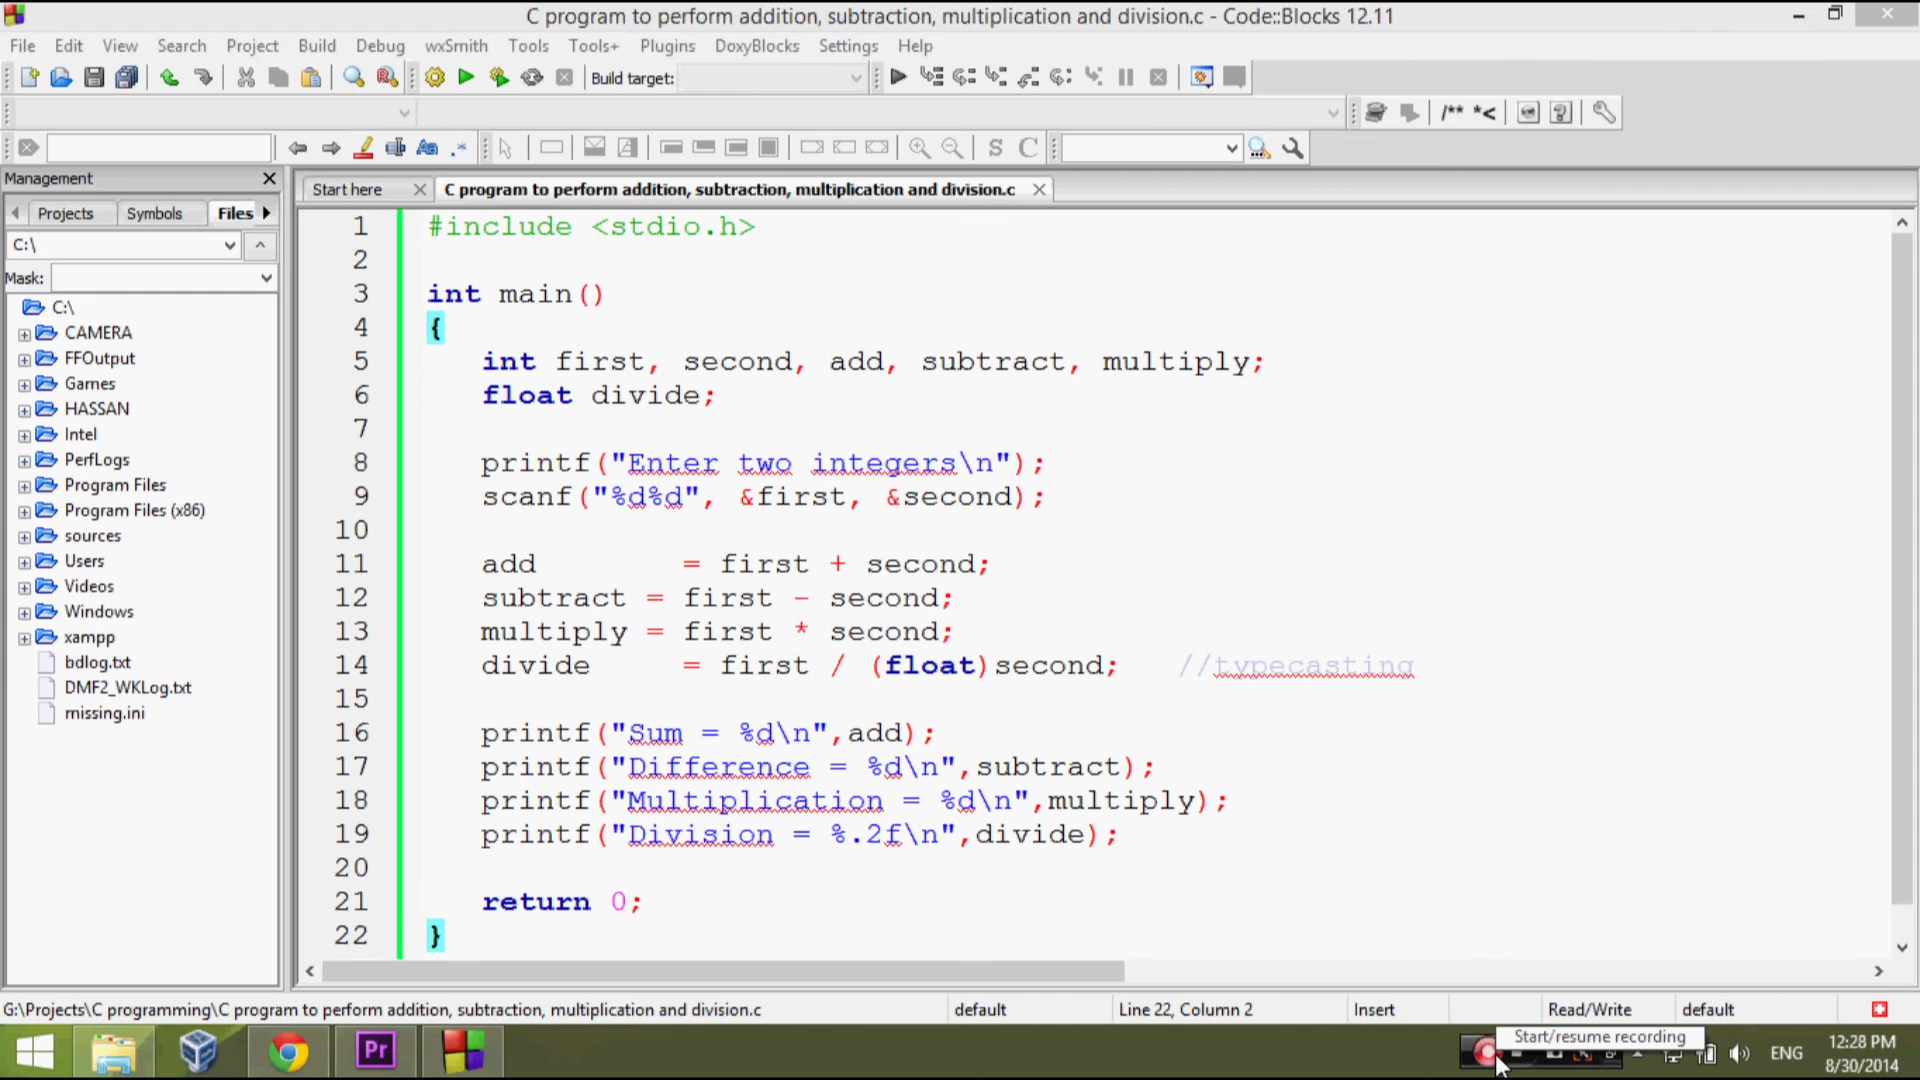 C program to perform addition, subtraction, multiplication and division.c - Code::Blocks 12.11
File Edit View Search Project Build Debug wxSmith Tools Tools+ Plugins DoxyBlocks Settings Help
Build target:
/** *<
S C
Management
Start here C program to perform addition, subtraction, multiplication and division.c
Projects Symbols Files
C:\
Mask:
C:\
CAMERA
FFOutput
Games
HASSAN
Intel
PerfLogs
Program Files
Program Files (x86)
sources
Users
Videos
Windows
xampp
bdlog.txt
DMF2_WKLog.txt
missing.ini
1 #include <stdio.h>
2
3 int main()
4 {
5 int first, second, add, subtract, multiply;
6 float divide;
7
8 printf("Enter two integers\n");
9 scanf("%d%d", &first, &second);
10
11 add = first + second;
12 subtract = first - second;
13 multiply = first * second;
14 divide = first / (float)second; //typecasting
15
16 printf("Sum = %d\n",add);
17 printf("Difference = %d\n",subtract);
18 printf("Multiplication = %d\n",multiply);
19 printf("Division = %.2f\n",divide);
20
21 return 0;
22 }
G:\Projects\C programming\C program to perform addition, subtraction, multiplication and division.c default Line 22, Column 2 Insert Read/Write default
Start/resume recording
Pr
ENG
12:28 PM
8/30/2014